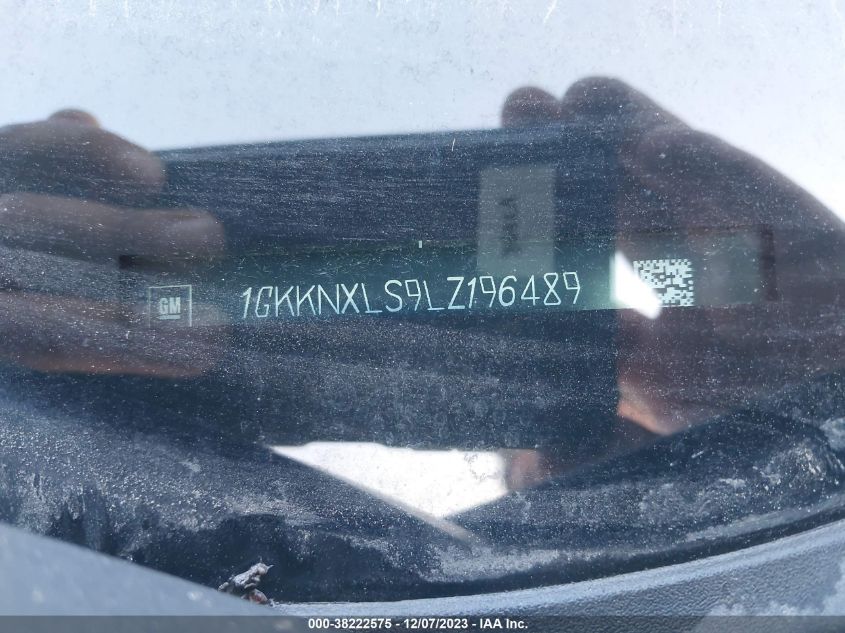 GM
1GKKNXLS9LZ196489
000-38222575 - 12/07/2023 - IAA Inc.